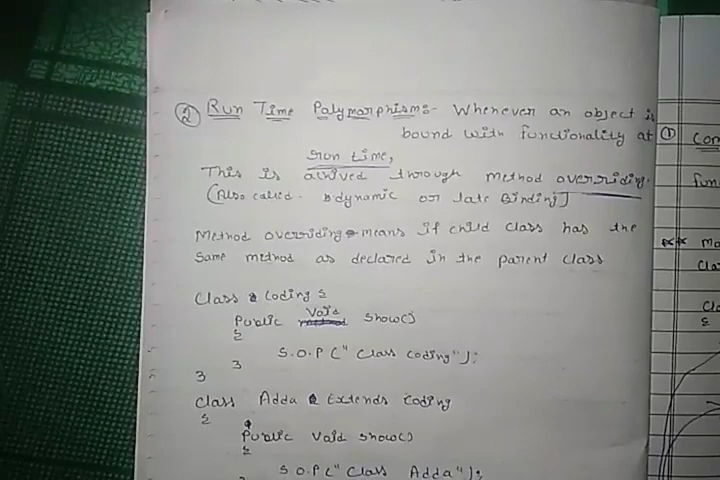 ② Run Time Polymorphism:- Whenever an object is
bound with functionality at
run time,
This is achived through method overriding.
(Also called dynamic or late Binding)
Method overriding means if child class has the
same method as declared in the parent class
Class Coding {
Public Void Show()
{
S.O.P (" Class Coding");
}
}
Class Adda Extends Coding
{
Public Void Show()
{
S.O.P (" Class Adda");
①
Fun
**
Cla
Cl
{